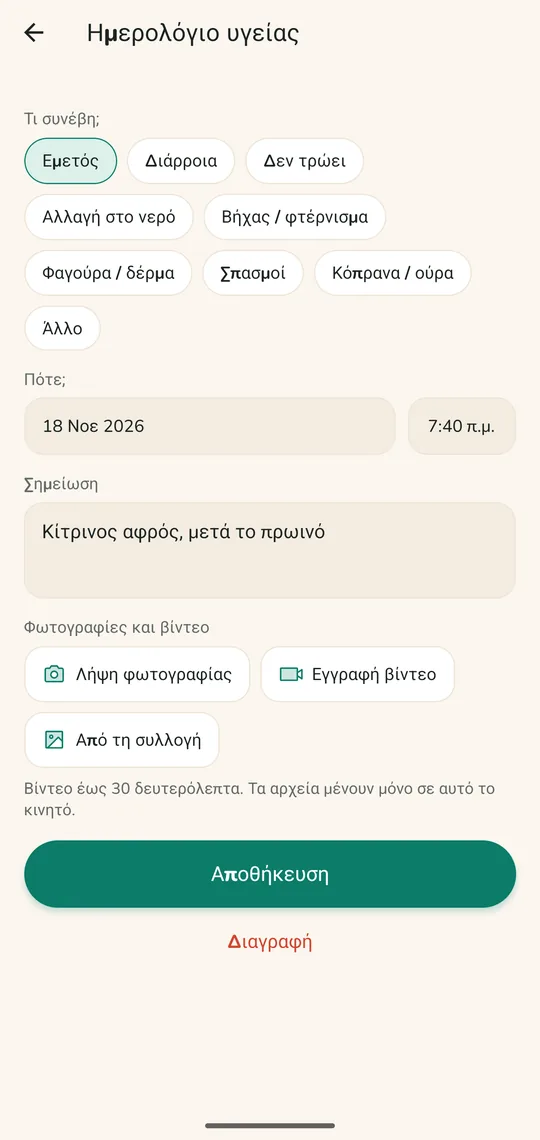 Ημερολόγιο υγείας
Τι συνέβη;
Εμετός
Διάρροια
Δεν τρώει
Αλλαγή στο νερό
Βήχας / φτέρνισμα
Φαγούρα / δέρμα
Σπασμοί
Κόπρανα / ούρα
Άλλο
Πότε;
18 Νοε 2026
7:40 π.μ.
Σημείωση
Κίτρινος αφρός, μετά το πρωινό
Φωτογραφίες και βίντεο
Λήψη φωτογραφίας
Εγγραφή βίντεο
Από τη συλλογή
Βίντεο έως 30 δευτερόλεπτα. Τα αρχεία μένουν μόνο σε αυτό το
κινητό.
Αποθήκευση
Διαγραφή